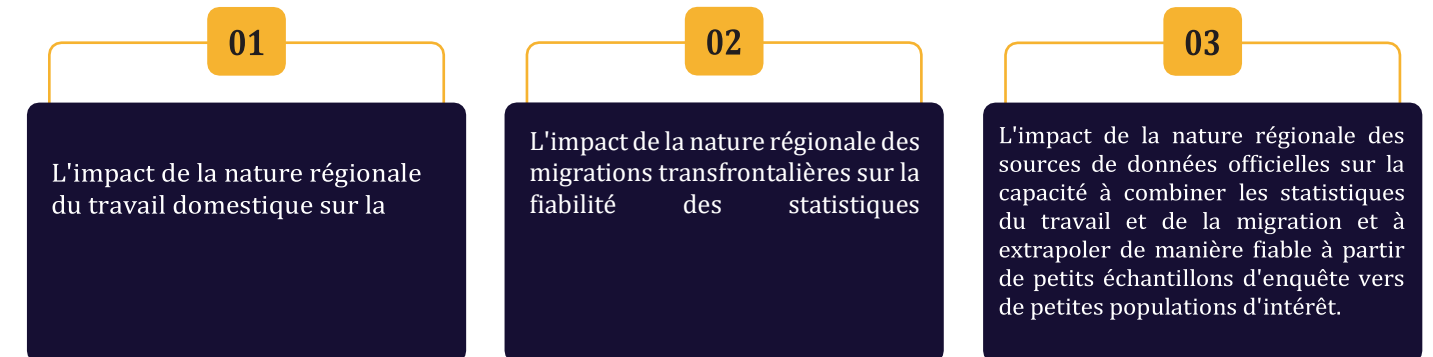 01
L'impact de la nature régionale
du travail domestique sur la
02
L'impact de la nature régionale des
migrations transfrontalières sur la
fiabilité des statistiques
03
L'impact de la nature régionale des
sources de données officielles sur la
capacité à combiner les statistiques
du travail et de la migration et à
extrapoler de manière fiable à partir
de petits échantillons d'enquête vers
de petites populations d'intérêt.